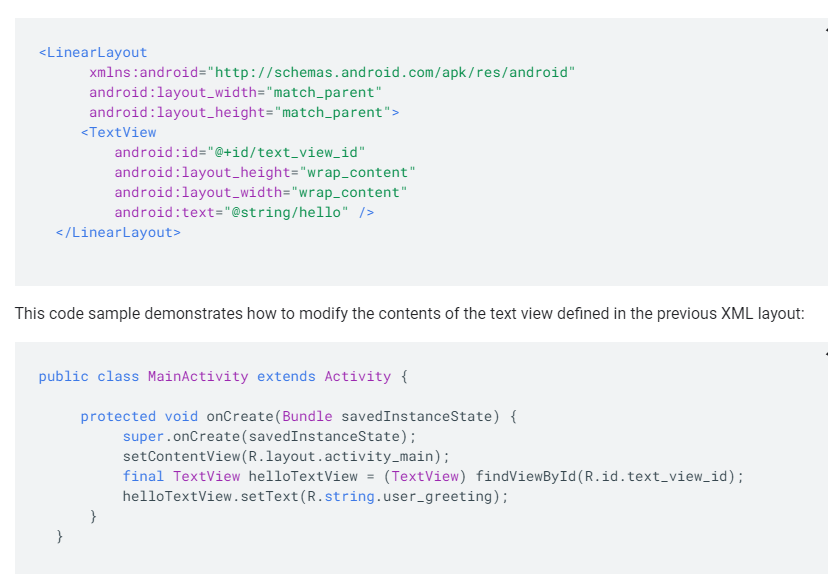 <LinearLayout
xmlns:android="http://schemas.android.com/apk/res/android"
android:layout_width="match_parent"
android:layout_height="match_parent">
<TextView
android:id="@+id/text_view_id"
android:layout_height="wrap_content"
android:layout_width="wrap_content"
android:text="@string/hello" />
</LinearLayout>
This code sample demonstrates how to modify the contents of the text view defined in the previous XML layout:
public class MainActivity extends Activity {
protected void onCreate(Bundle savedInstanceState) {
super.onCreate(savedInstanceState);
setContentView(R.layout.activity_main);
final TextView helloTextView = (TextView) findViewById(R.id.text_view_id);
helloTextView.setText(R.string.user_greeting);
}
}